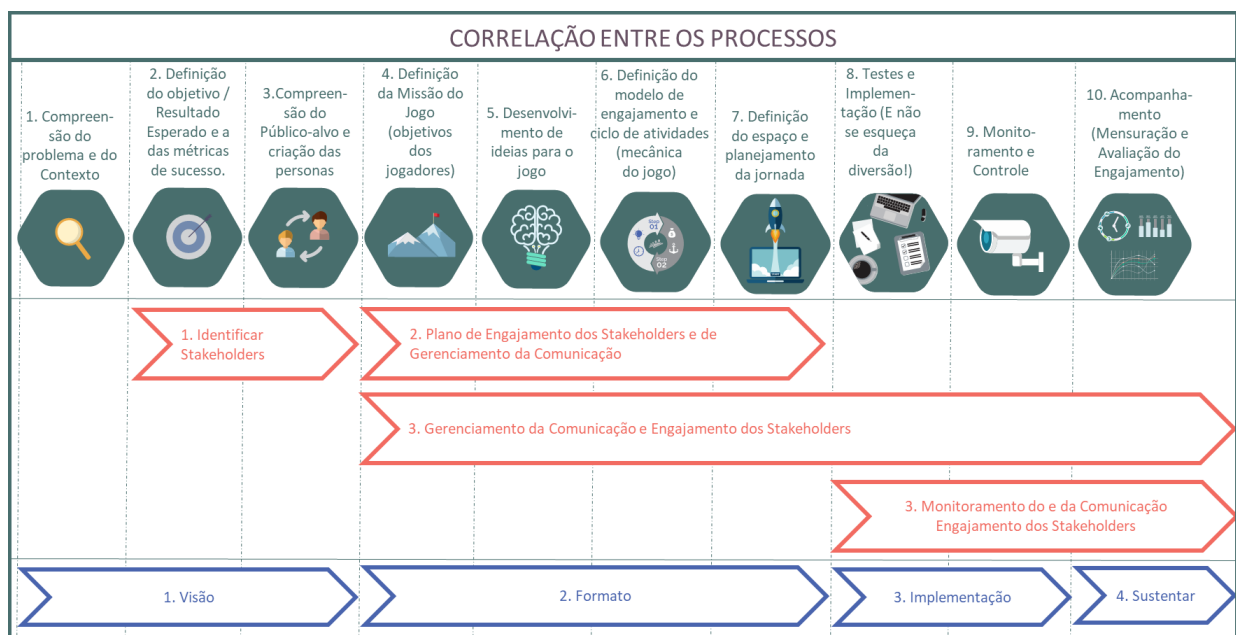 CORRELAÇÃO ENTRE OS PROCESSOS
1. Compreen-
são do
problema e do
Contexto
2. Definição
do objetivo /
Resultado
Esperado e a
das métricas
de sucesso.
3.Compreen-
são do
Público-alvo e
criação das
personas
4. Definição
da Missão do
Jogo
(objetivos
dos
jogadores)
5. Desenvolvi-
mento de
ideias para o
jogo
6. Definição do
modelo de
engajamento e
ciclo de atividades
(mecânica
do jogo)
7. Definição
do espaço e
planejamento
da jornada
8. Testes e
Implemen-
tação (E não
se esqueça
da
diversão!)
9. Monito-
ramento e
Controle
10. Acompanha-
mento
(Mensuração e
Avaliação do
Engajamento)
Step
01
Step
02
1. Identificar
Stakeholders
2. Plano de Engajamento dos Stakeholders e de
Gerenciamento da Comunicação
3. Gerenciamento da Comunicação e Engajamento dos Stakeholders
3. Monitoramento do e da Comunicação
Engajamento dos Stakeholders
1. Visão
2. Formato
3. Implementação
4. Sustentar